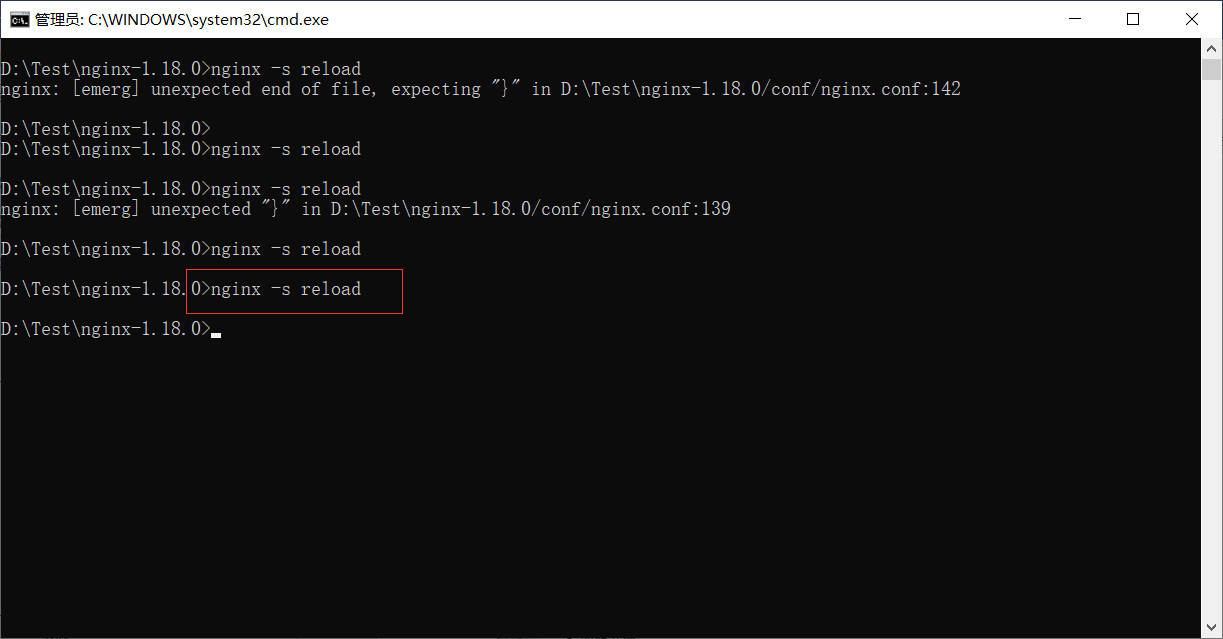 管理员: C:\WINDOWS\system32\cmd.exe
D:\Test\nginx-1.18.0>nginx -s reload
nginx: [emerg] unexpected end of file, expecting "}" in D:\Test\nginx-1.18.0/conf/nginx.conf:142
D:\Test\nginx-1.18.0>
D:\Test\nginx-1.18.0>nginx -s reload
D:\Test\nginx-1.18.0>nginx -s reload
nginx: [emerg] unexpected "}" in D:\Test\nginx-1.18.0/conf/nginx.conf:139
D:\Test\nginx-1.18.0>nginx -s reload
D:\Test\nginx-1.18.0>nginx -s reload
D:\Test\nginx-1.18.0>